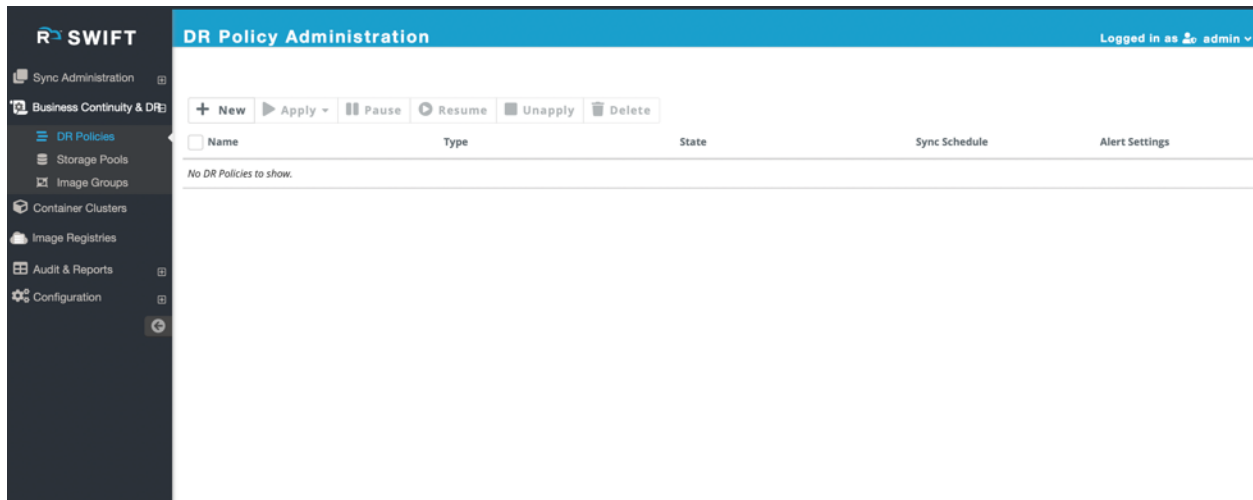 R SWIFT
DR Policy Administration
Logged in as admin
Sync Administration
Business Continuity & DR
DR Policies
Storage Pools
Image Groups
Container Clusters
Image Registries
Audit & Reports
Configuration
New Apply Pause Resume Unapply Delete
Name Type State Sync Schedule Alert Settings
No DR Policies to show.